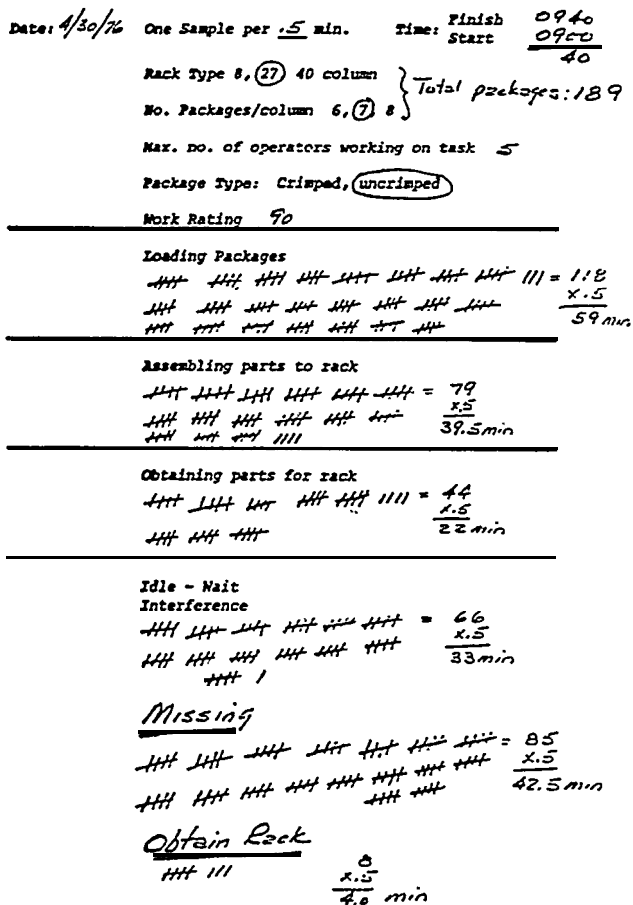 Date: 4/30/76 One Sample per .5 min. Time: Finish 0940
Start 0900
40
Rack Type 8, 27 40 column
Total packages: 189
No. Packages/column 6, 7, 8
Max. no. of operators working on task 5
Package Type: Crimped, uncrimped
Work Rating 90
Loading Packages
= 118
x.5
59 min.
Assembling parts to rack
= 79
x.5
39.5 min
Obtaining parts for rack
= 44
x.5
22 min
Idle - Wait
Interference
= 66
x.5
33 min
Missing
= 85
x.5
42.5 min
Obtain Rack
8
x.5
4.0 min